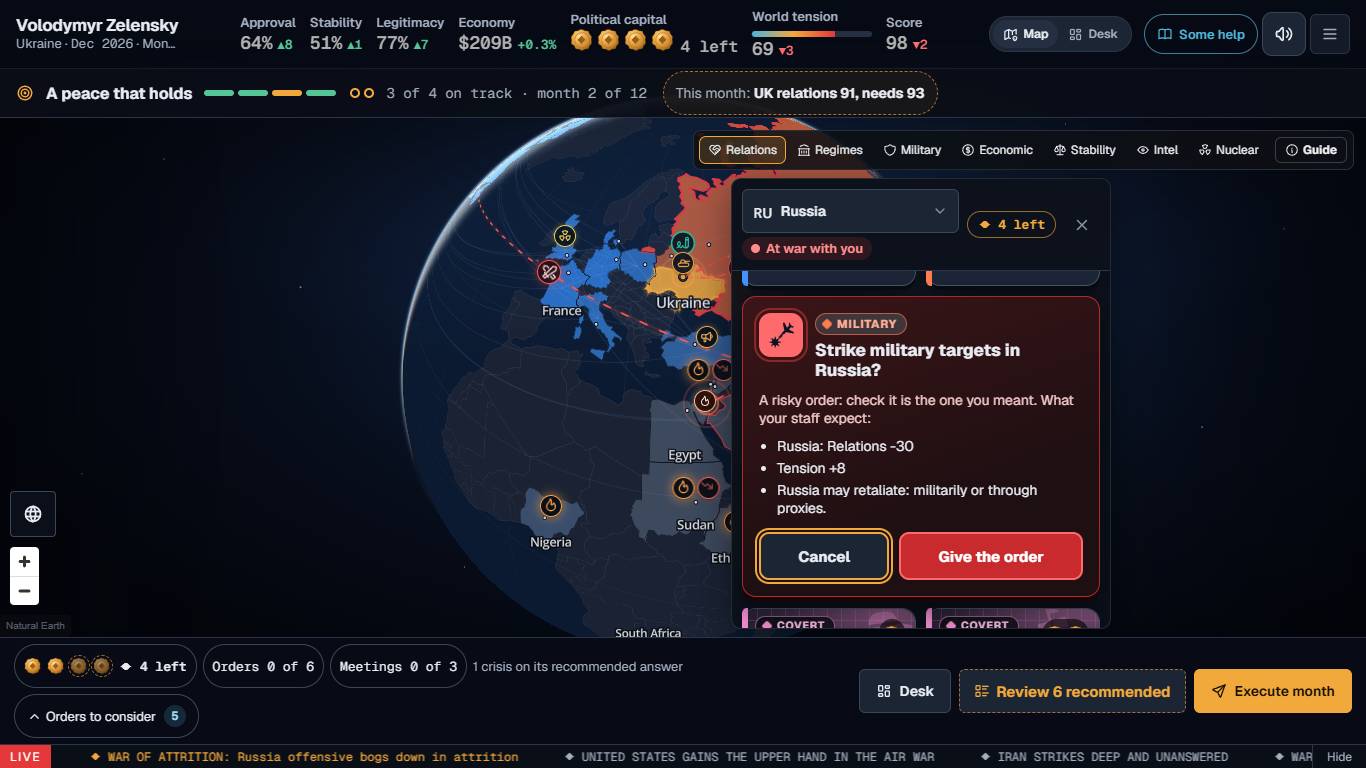 Volodymyr Zelensky
Ukraine · Dec 2026 · Mon…
Approval
64% ▲8
Stability
51% ▲1
Legitimacy
77% ▲7
Economy
$209B +0.3%
Political capital
4 left
World tension
69 ▼3
Score
98 ▼2
Map
Desk
Some help
A peace that holds
3 of 4 on track · month 2 of 12
This month: UK relations 91, needs 93
Relations
Regimes
Military
Economic
Stability
Intel
Nuclear
Guide
RU Russia
4 left
At war with you
MILITARY
Strike military targets in
Russia?
A risky order: check it is the one you meant. What
your staff expect:
• Russia: Relations -30
• Tension +8
• Russia may retaliate: militarily or through
proxies.
Cancel
Give the order
COVERT
COVERT
Ukraine
France
Egypt
Sudan
Nigeria
Eth
South Africa
+
−
Natural Earth
4 left
Orders 0 of 6
Meetings 0 of 3
1 crisis on its recommended answer
Desk
Review 6 recommended
Execute month
Orders to consider 5
LIVE
◆ WAR OF ATTRITION: Russia offensive bogs down in attrition
◆ UNITED STATES GAINS THE UPPER HAND IN THE AIR WAR
◆ IRAN STRIKES DEEP AND UNANSWERED
◆ WAR
Hide